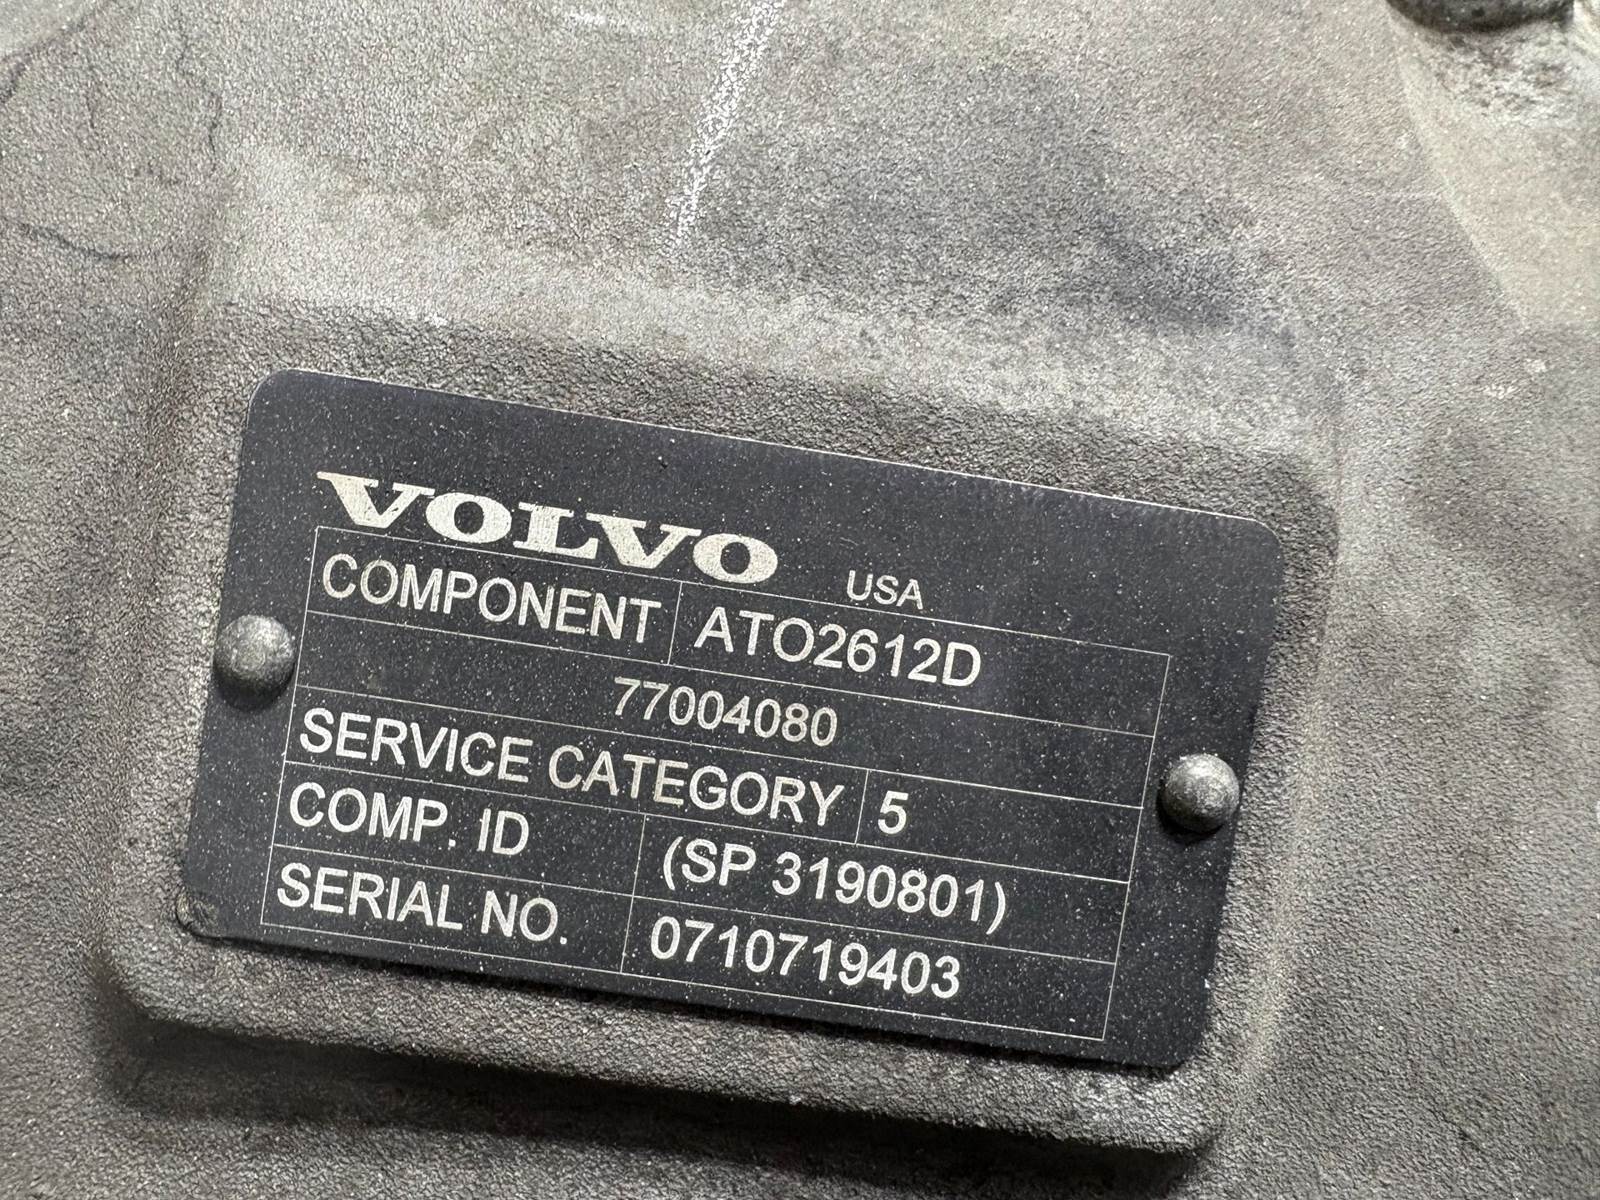 VOLVO USA
COMPONENT ATO2612D
77004080
SERVICE CATEGORY 5
COMP. ID (SP 3190801)
SERIAL NO. 0710719403